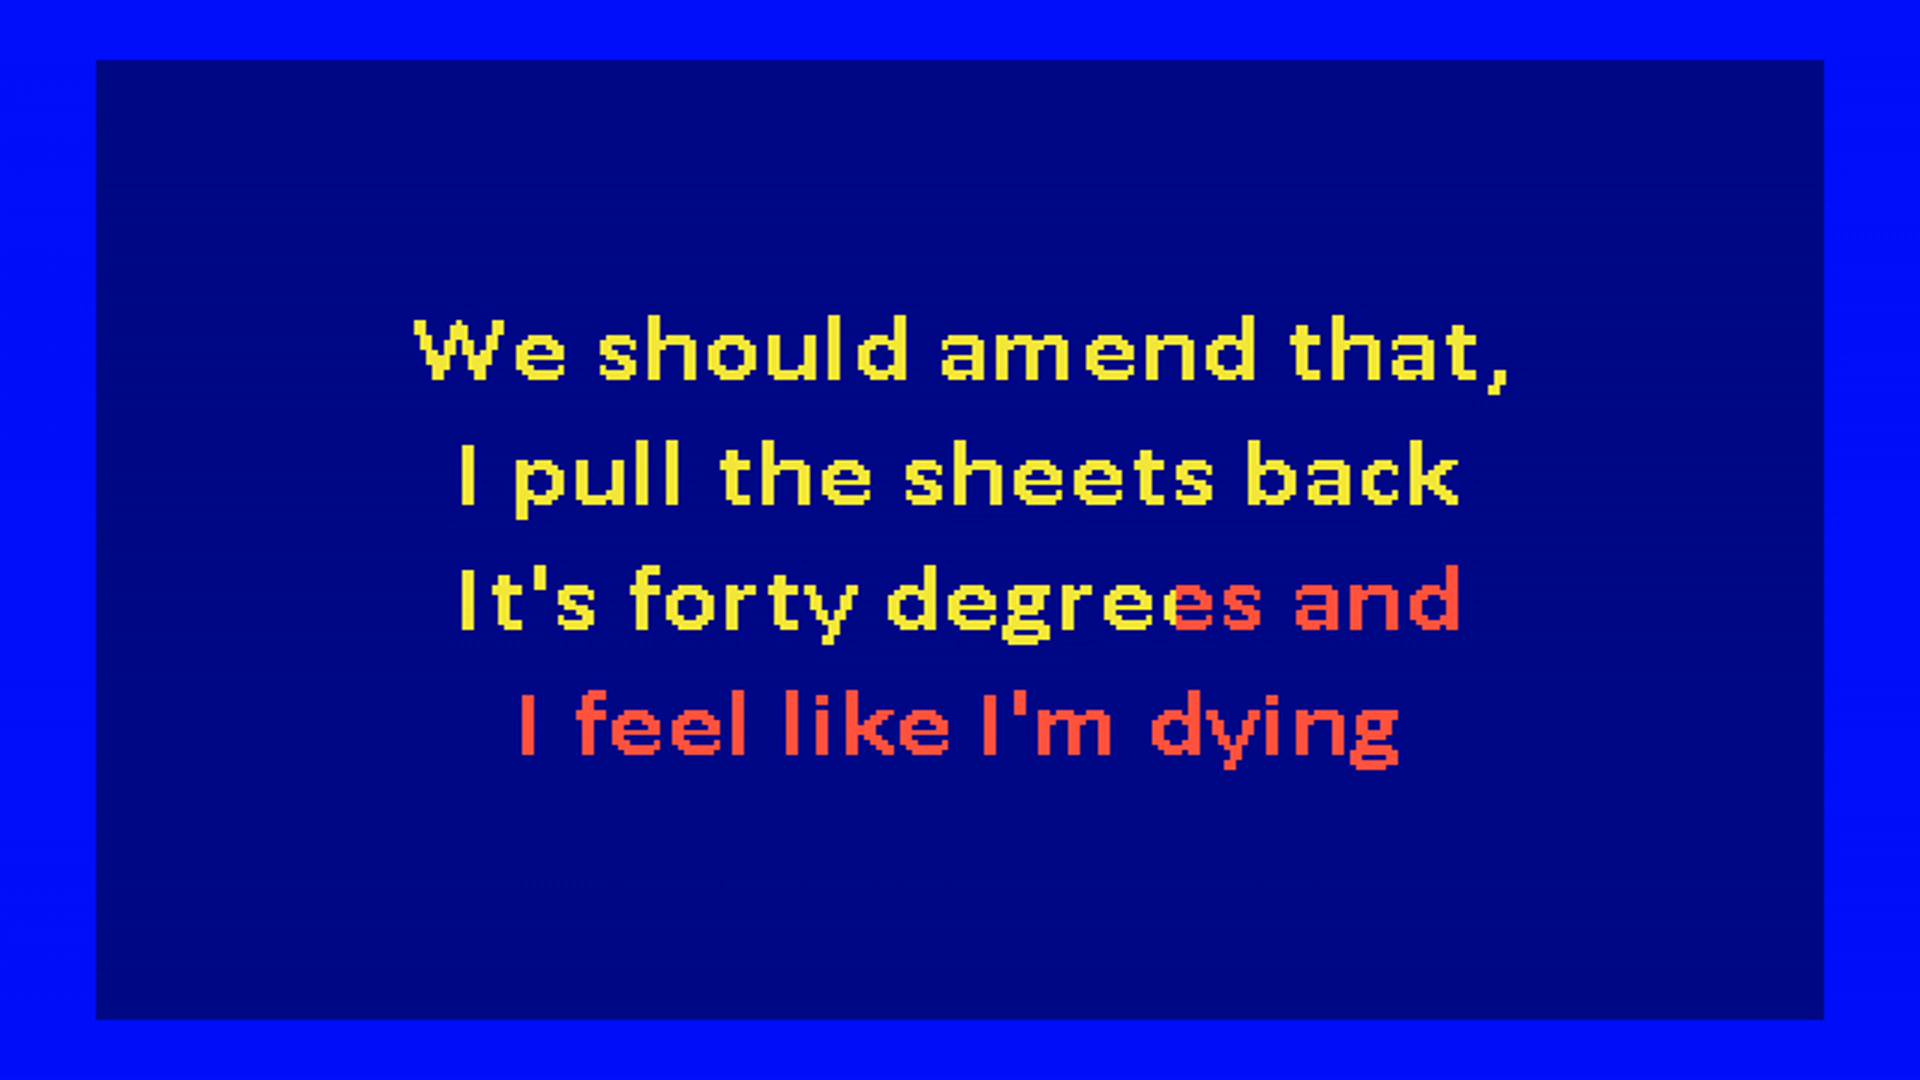 We should amend that,
I pull the sheets back
It's forty degrees and
I feel like I'm dying